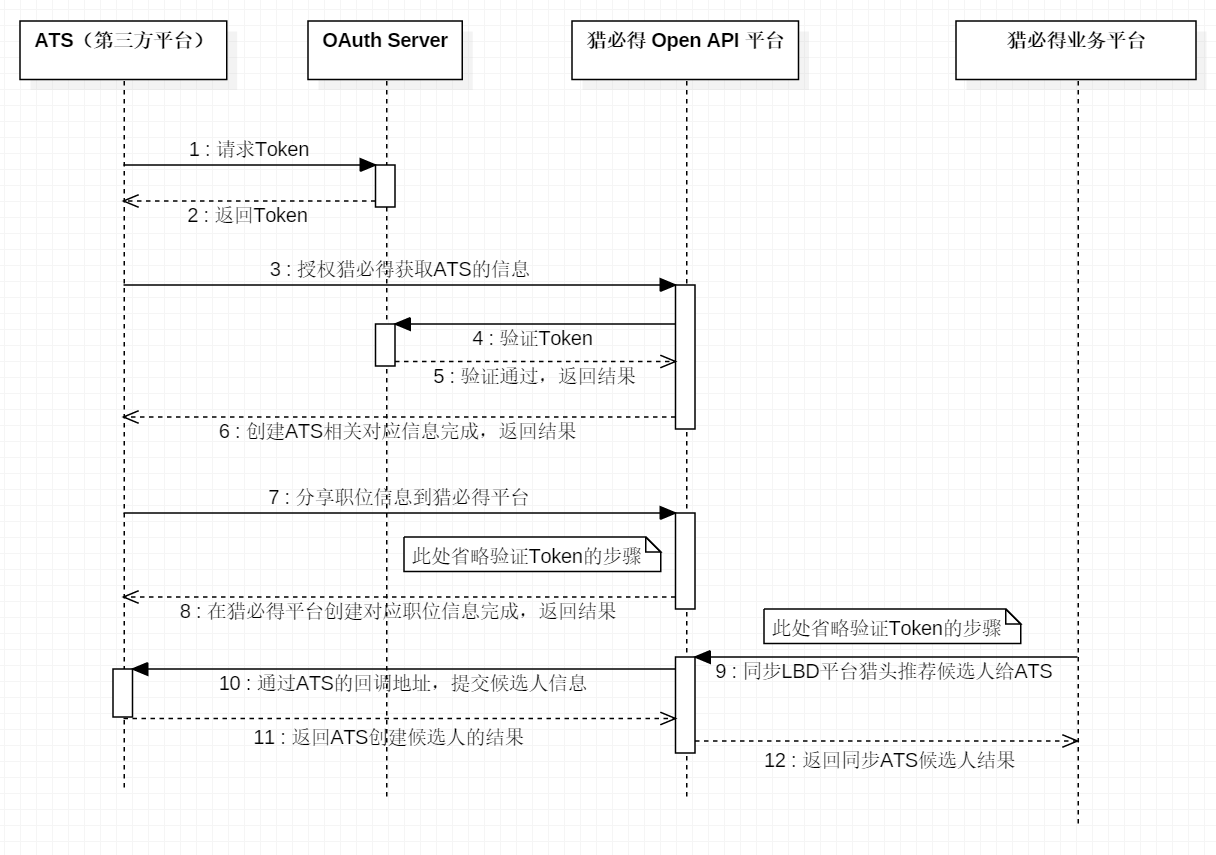 ATS（第三方平台）
OAuth Server
猎必得 Open API 平台
猎必得业务平台
1 : 请求Token
2 : 返回Token
3 : 授权猎必得获取ATS的信息
4 : 验证Token
5 : 验证通过，返回结果
6 : 创建ATS相关对应信息完成，返回结果
7 : 分享职位信息到猎必得平台
此处省略验证Token的步骤
8 : 在猎必得平台创建对应职位信息完成，返回结果
此处省略验证Token的步骤
9 : 同步LBD平台猎头推荐候选人给ATS
10 : 通过ATS的回调地址，提交候选人信息
11 : 返回ATS创建候选人的结果
12 : 返回同步ATS候选人结果